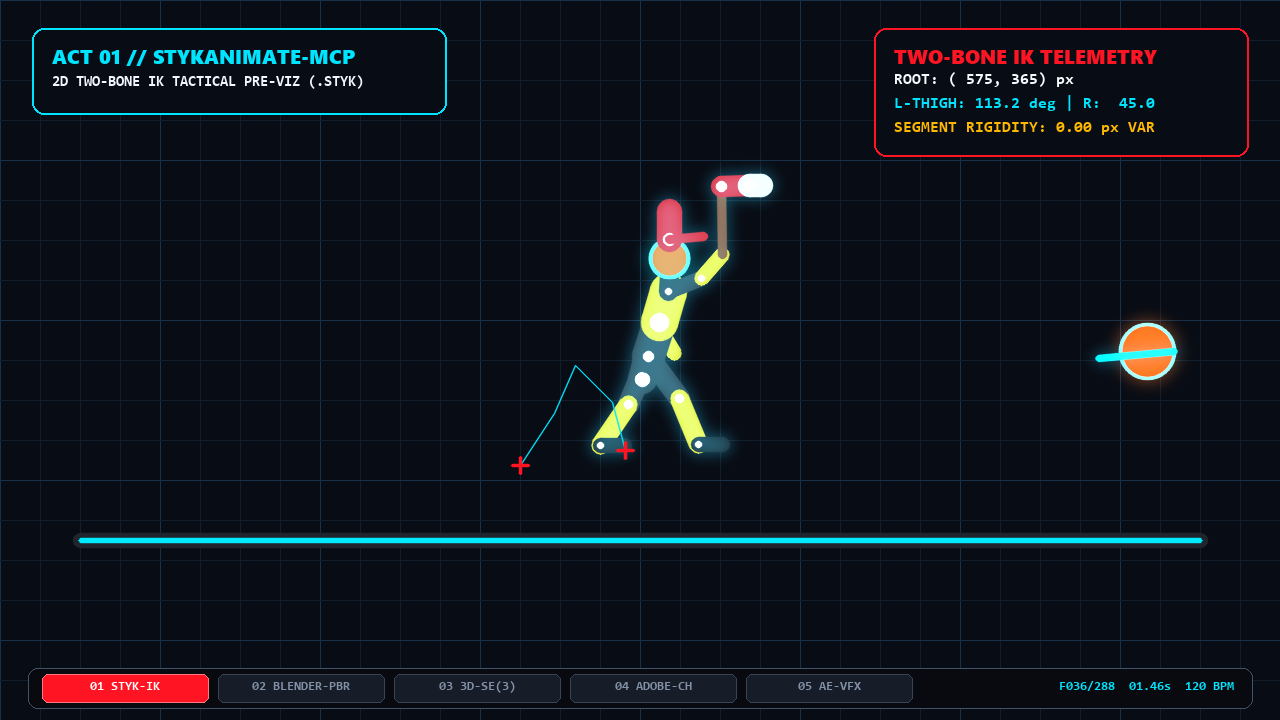 ACT 01 // STYKANIMATE-MCP
2D TWO-BONE IK TACTICAL PRE-VIZ (.STYK)
TWO-BONE IK TELEMETRY
ROOT: ( 575, 365) px
L-THIGH: 113.2 deg | R:  45.0
SEGMENT RIGIDITY: 0.00 px VAR
01 STYK-IK
02 BLENDER-PBR
03 3D-SE(3)
04 ADOBE-CH
05 AE-VFX
F036/288  01.46s  120 BPM